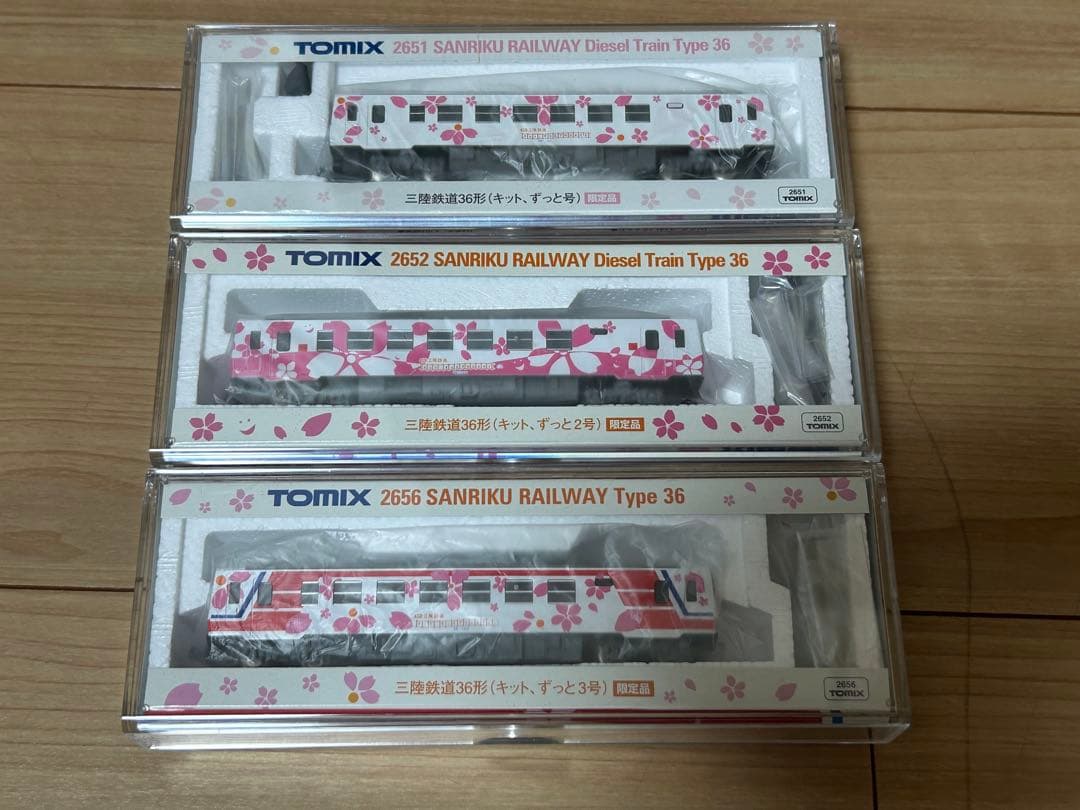 TOMIX 2651 SANRIKU RAILWAY Diesel Train Type 36
三陸鉄道36形(キット、ずっと号) 限定品
2651
TOMIX
TOMIX 2652 SANRIKU RAILWAY Diesel Train Type 36
三陸鉄道36形(キット、ずっと2号) 限定品
2652
TOMIX
TOMIX 2656 SANRIKU RAILWAY Type 36
三陸鉄道36形(キット、ずっと3号) 限定品
2656
TOMIX